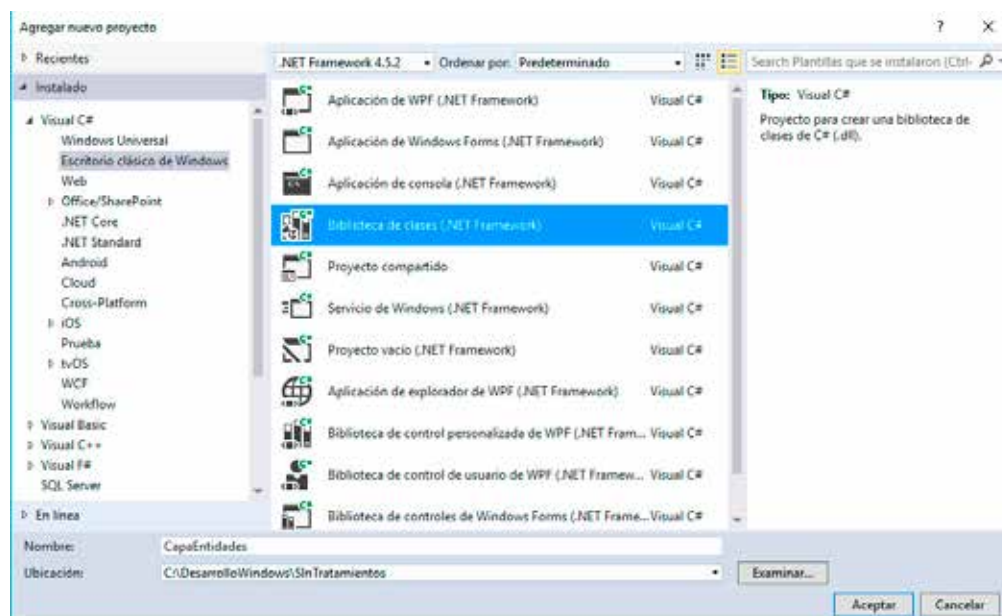 Agregar nuevo proyecto
? X
Recientes
.NET Framework 4.5.2
Ordenar por: Predeterminado
Search Plantillas que se instalaron (Ctrl-
Instalado
Visual C#
Windows Universal
Escritorio clásico de Windows
Web
Office/SharePoint
.NET Core
.NET Standard
Android
Cloud
Cross-Platform
iOS
Prueba
tvOS
WCF
Workflow
Visual Basic
Visual C++
Visual F#
SQL Server
En línea
Aplicación de WPF (.NET Framework) Visual C#
Aplicación de Windows Forms (.NET Framework) Visual C#
Aplicación de consola (.NET Framework) Visual C#
Biblioteca de clases (.NET Framework) Visual C#
Proyecto compartido Visual C#
Servicio de Windows (.NET Framework) Visual C#
Proyecto vacío (.NET Framework) Visual C#
Aplicación de explorador de WPF (.NET Framework) Visual C#
Biblioteca de control personalizada de WPF (.NET Fram... Visual C#
Biblioteca de control de usuario de WPF (.NET Framew... Visual C#
Biblioteca de controles de Windows Forms (.NET Frame... Visual C#
Tipo: Visual C#
Proyecto para crear una biblioteca de
clases de C# (.dll).
Nombre: CapaEntidades
Ubicación: C:\DesarrolloWindows\SInTratamientos
Examinar...
Aceptar Cancelar